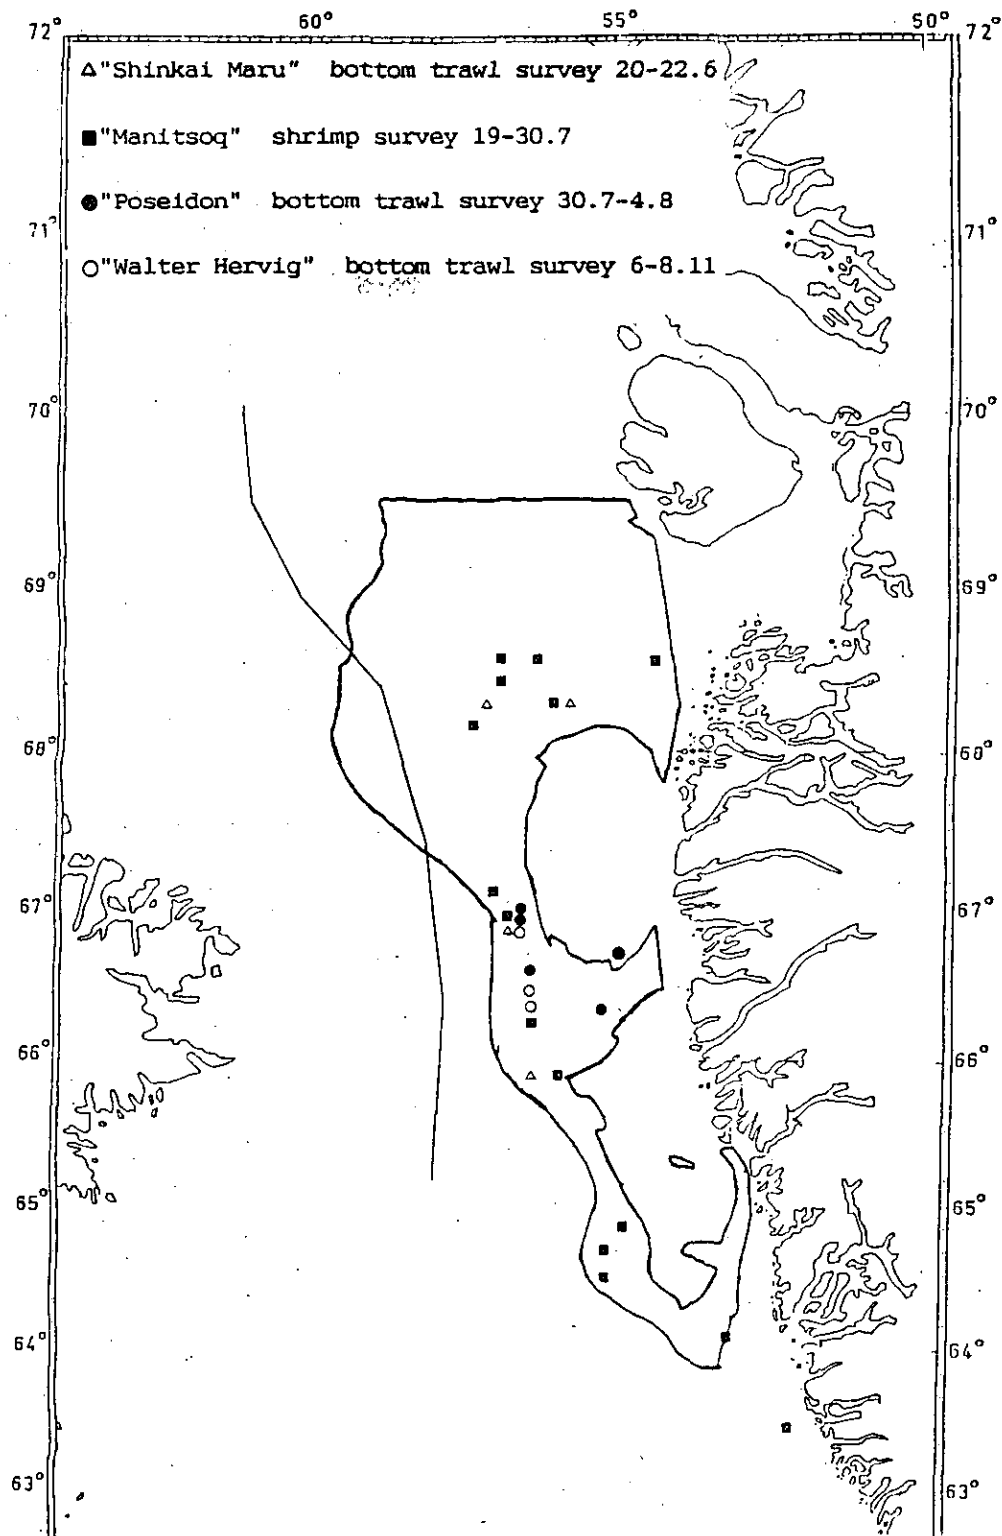 60° 55° 50°
72° 72°
△ "Shinkai Maru" bottom trawl survey 20-22.6
■ "Manitsoq" shrimp survey 19-30.7
● "Poseidon" bottom trawl survey 30.7-4.8
71° 71°
○ "Walter Hervig" bottom trawl survey 6-8.11
70° 70°
69° 69°
68° 68°
67° 67°
66° 66°
65° 65°
64° 64°
63° 63°